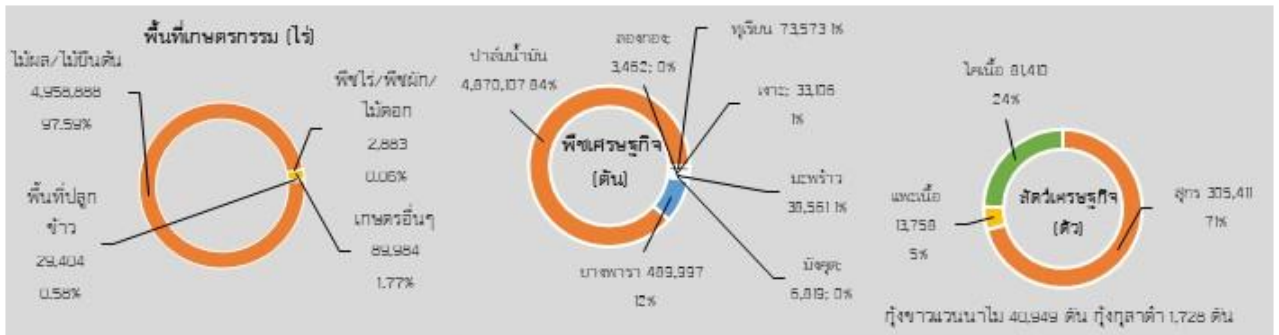 พื้นที่เกษตรกรรม (ไร่)
ไม้ผล/ไม้ยืนต้น
4,958,888
97.59%
พืชไร่/พืชผัก/
ไม้ดอก
2,883
0.06%
พื้นที่ปลูก
ข้าว
29,404
0.58%
เกษตรอื่นๆ
89,984
1.77%
พืชเศรษฐกิจ
(ตัน)
ปาล์มน้ำมัน
4,870,107 84%
ลองกอง;
3,462; 0%
ทุเรียน 73,573 1%
เงาะ; 33,106
1%
มะพร้าว
38,561 1%
มังคุด;
6,819; 0%
ยางพารา 489,997
12%
สัตว์เศรษฐกิจ
(ตัว)
โคเนื้อ 81,410
24%
แพะเนื้อ
13,758
5%
สุกร 305,411
71%
กุ้งขาวแวนนาไม 40,949 ตัน กุ้งกุลาดำ 1,728 ตัน